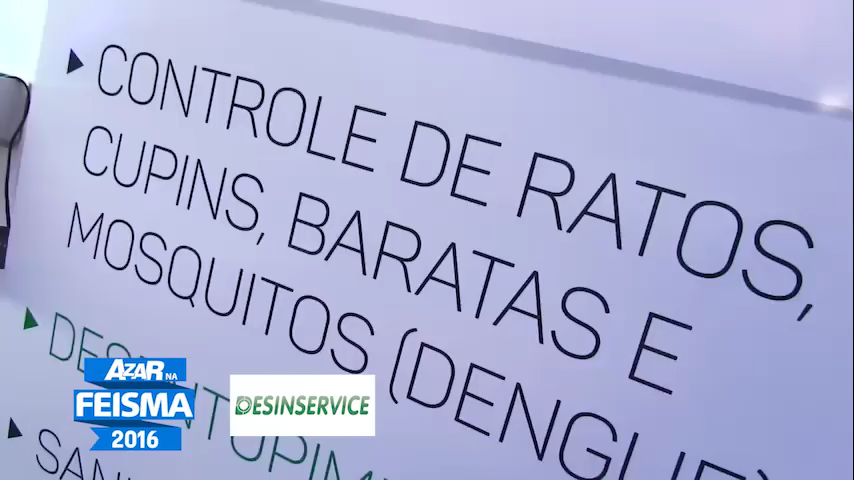 CONTROLE DE RATOS,
CUPINS, BARATAS E
MOSQUITOS (DENGUE)
AZAR NA
FEISMA
2016
DESINSERVICE